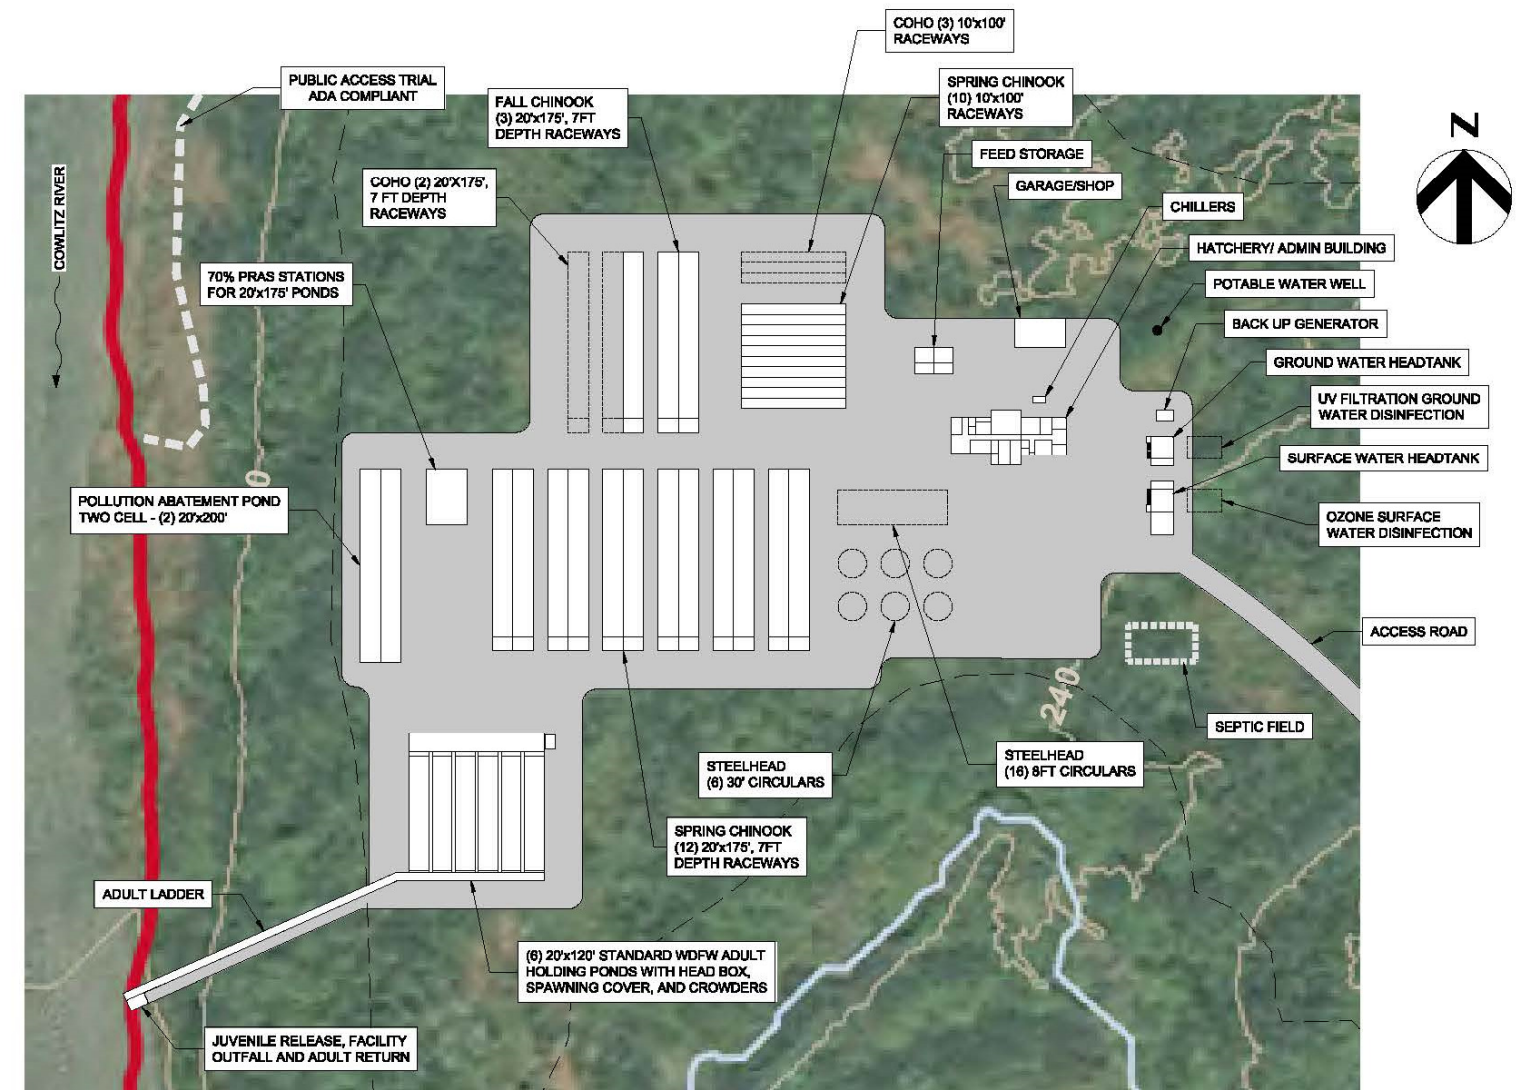 COHO (3) 10'x100'
RACEWAYS
PUBLIC ACCESS TRIAL
ADA COMPLIANT
FALL CHINOOK
(3) 20'x175', 7FT
DEPTH RACEWAYS
SPRING CHINOOK
(10) 10'x100'
RACEWAYS
N
FEED STORAGE
COHO (2) 20'X175',
7 FT DEPTH
RACEWAYS
GARAGE/SHOP
CHILLERS
COWLITZ RIVER
HATCHERY/ ADMIN BUILDING
70% PRAS STATIONS
FOR 20'x175' PONDS
POTABLE WATER WELL
BACK UP GENERATOR
GROUND WATER HEADTANK
UV FILTRATION GROUND
WATER DISINFECTION
SURFACE WATER HEADTANK
0
POLLUTION ABATEMENT POND
TWO CELL - (2) 20'x200'
OZONE SURFACE
WATER DISINFECTION
ACCESS ROAD
240
SEPTIC FIELD
STEELHEAD
(6) 30' CIRCULARS
STEELHEAD
(16) 8FT CIRCULARS
SPRING CHINOOK
(12) 20'x175', 7FT
DEPTH RACEWAYS
ADULT LADDER
(6) 20'x120' STANDARD WDFW ADULT
HOLDING PONDS WITH HEAD BOX,
SPAWNING COVER, AND CROWDERS
JUVENILE RELEASE, FACILITY
OUTFALL AND ADULT RETURN